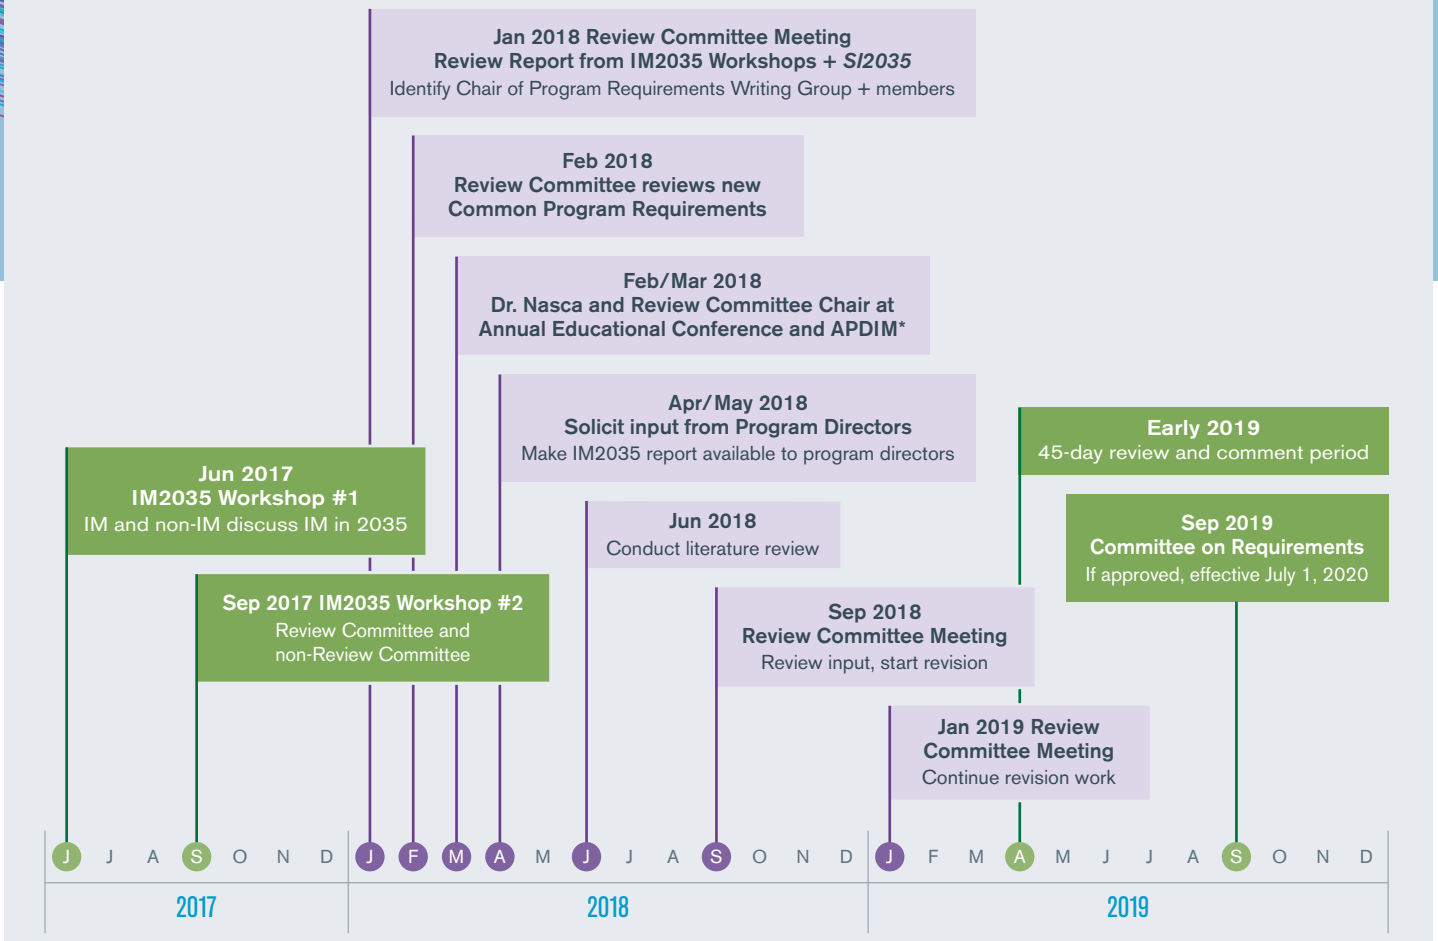 Jan 2018 Review Committee Meeting
Review Report from IM2035 Workshops + SI2035
Identify Chair of Program Requirements Writing Group + members
Feb 2018
Review Committee reviews new
Common Program Requirements
Feb/Mar 2018
Dr. Nasca and Review Committee Chair at
Annual Educational Conference and APDIM*
Apr/May 2018
Solicit input from Program Directors
Make IM2035 report available to program directors
Early 2019
45-day review and comment period
Jun 2017
IM2035 Workshop #1
IM and non-IM discuss IM in 2035
Jun 2018
Conduct literature review
Sep 2019
Committee on Requirements
If approved, effective July 1, 2020
Sep 2017 IM2035 Workshop #2
Review Committee and
non-Review Committee
Sep 2018
Review Committee Meeting
Review input, start revision
Jan 2019 Review
Committee Meeting
Continue revision work
J J A S O N D J F M A M J J A S O N D J F M A M J J A S O N D
2017 2018 2019